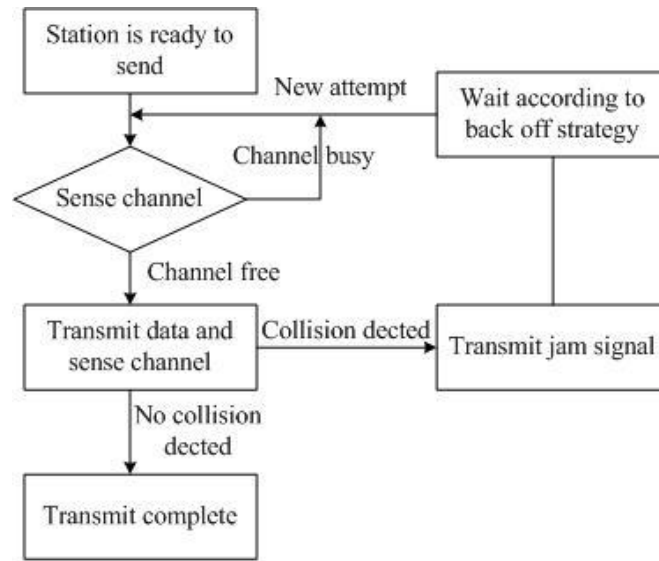 Station is ready to
send
New attempt
Wait according to
back off strategy
Channel busy
Sense channel
Channel free
Transmit data and
sense channel
Collision dected
Transmit jam signal
No collision
dected
Transmit complete